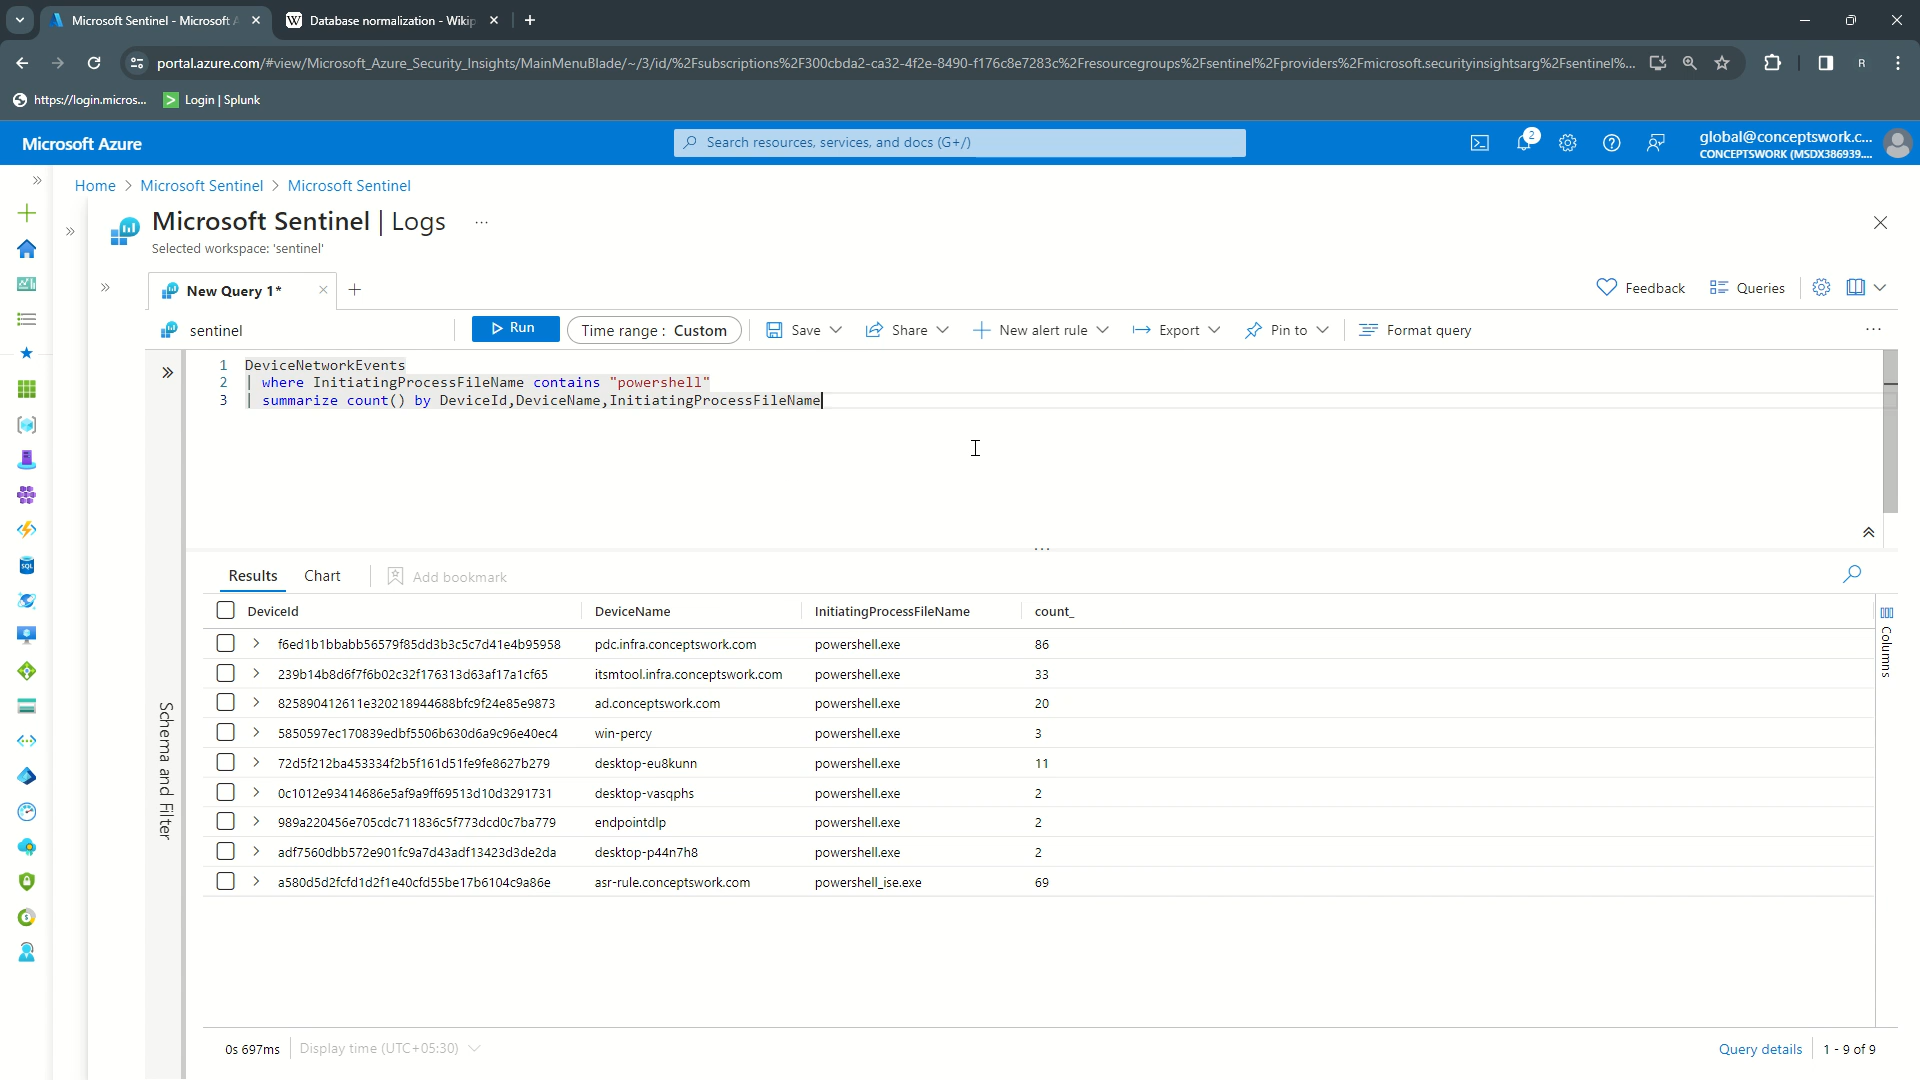 Microsoft Sentinel - Microsoft A
Database normalization - Wikip
portal.azure.com/#view/Microsoft_Azure_Security_Insights/MainMenuBlade/~/3/id/%2Fsubscriptions%2F300cbda2-ca32-4f2e-8490-f176c8e7283c%2Fresourcegroups%2Fsentinel%2Fproviders%2Fmicrosoft.securityinsightsarg%2Fsentinel%...
R
https://login.micros... Login | Splunk
Microsoft Azure
Search resources, services, and docs (G+/)
2
global@conceptswork.c...
CONCEPTSWORK (MSDX386939....
Home > Microsoft Sentinel > Microsoft Sentinel
Microsoft Sentinel | Logs ...
Selected workspace: 'sentinel'
New Query 1*
Feedback Queries
sentinel
Run Time range : Custom Save Share New alert rule Export Pin to Format query ...
1 DeviceNetworkEvents
2 | where InitiatingProcessFileName contains "powershell"
3 | summarize count() by DeviceId,DeviceName,InitiatingProcessFileName
Schema and Filter
Results Chart Add bookmark
DeviceId DeviceName InitiatingProcessFileName count_
f6ed1b1bbabb56579f85dd3b3c5c7d41e4b95958 pdc.infra.conceptswork.com powershell.exe 86
239b14b8d6f7f6b02c32f176313d63af17a1cf65 itsmtool.infra.conceptswork.com powershell.exe 33
825890412611e320218944688bfc9f24e85e9873 ad.conceptswork.com powershell.exe 20
5850597ec170839edbf5506b630d6a9c96e40ec4 win-percy powershell.exe 3
72d5f212ba453334f2b5f161d51fe9fe8627b279 desktop-eu8kunn powershell.exe 11
0c1012e93414686e5af9a9ff69513d10d3291731 desktop-vasqphs powershell.exe 2
989a220456e705cdc711836c5f773dcd0c7ba779 endpointdlp powershell.exe 2
adf7560dbb572e901fc9a7d43adf13423d3de2da desktop-p44n7h8 powershell.exe 2
a580d5d2fcfd1d2f1e40cfd55be17b6104c9a86e asr-rule.conceptswork.com powershell_ise.exe 69
Columns
0s 697ms Display time (UTC+05:30)
Query details 1 - 9 of 9